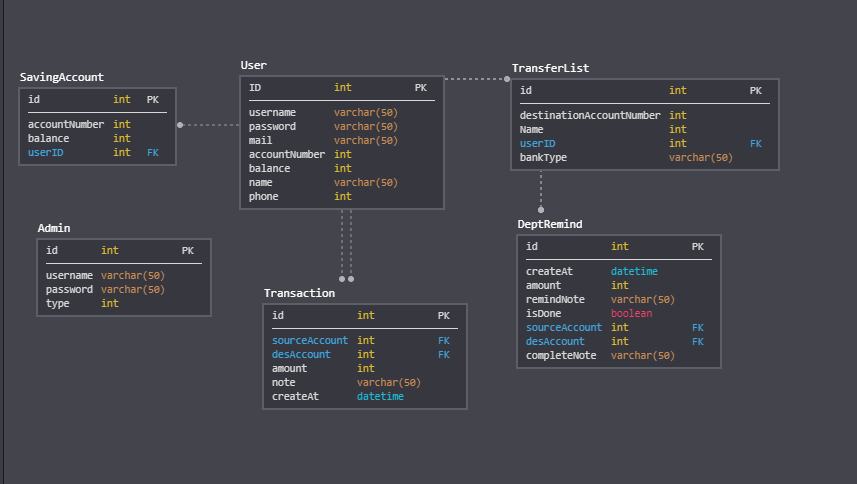 SavingAccount
id int PK
accountNumber int
balance int
userID int FK
User
ID int PK
username varchar(50)
password varchar(50)
mail varchar(50)
accountNumber int
balance int
name varchar(50)
phone int
TransferList
id int PK
destinationAccountNumber int
Name int
userID int FK
bankType varchar(50)
Admin
id int PK
username varchar(50)
password varchar(50)
type int
Transaction
id int PK
sourceAccount int FK
desAccount int FK
amount int
note varchar(50)
createAt datetime
DeptRemind
id int PK
createAt datetime
amount int
remindNote varchar(50)
isDone boolean
sourceAccount int FK
desAccount int FK
completeNote varchar(50)